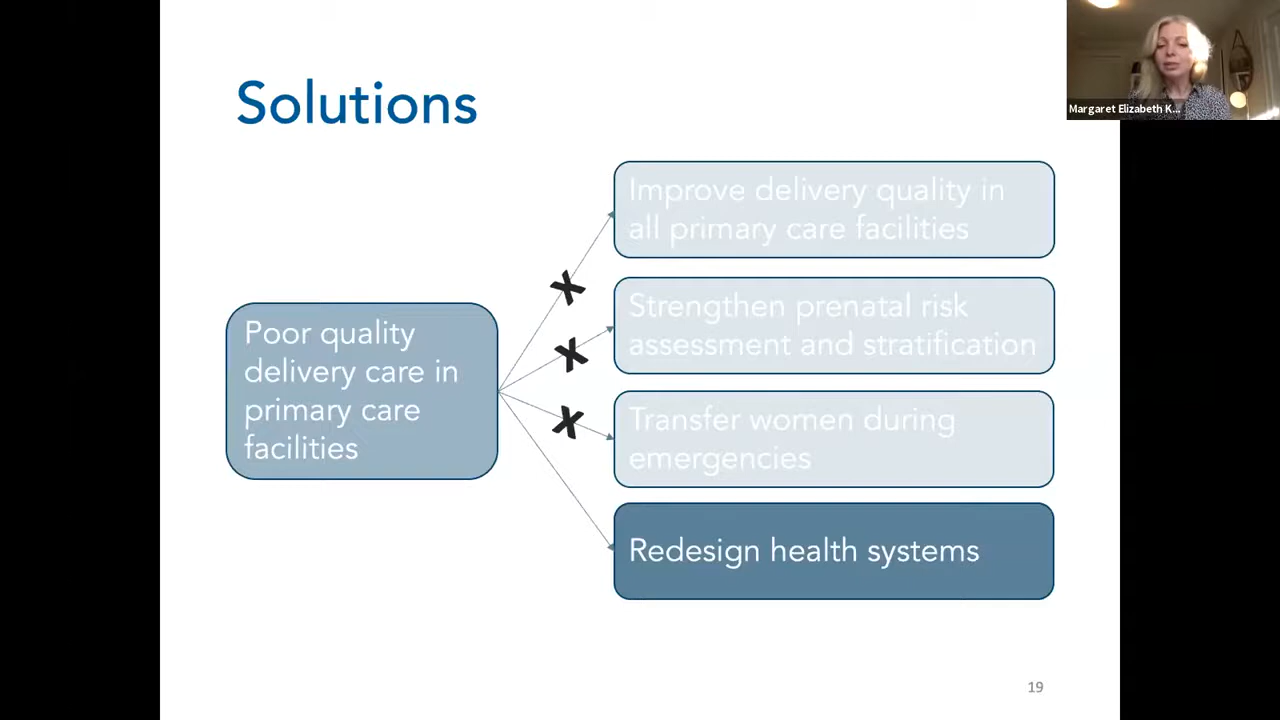 Solutions
Margaret Elizabeth K...
Improve delivery quality in
all primary care facilities
Strengthen prenatal risk
assessment and stratification
Poor quality
delivery care in
primary care
facilities
Transfer women during
emergencies
Redesign health systems
19